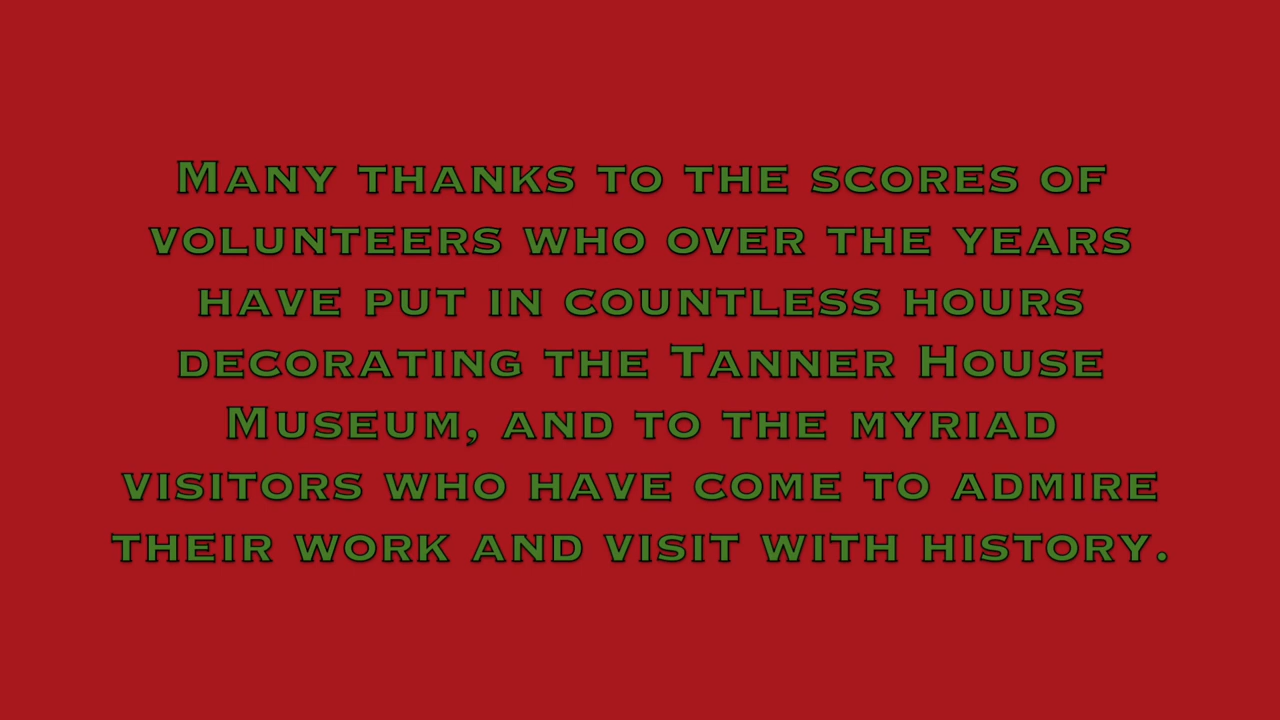 Many thanks to the scores of
volunteers who over the years
have put in countless hours
decorating the Tanner House
Museum, and to the myriad
visitors who have come to admire
their work and visit with history.